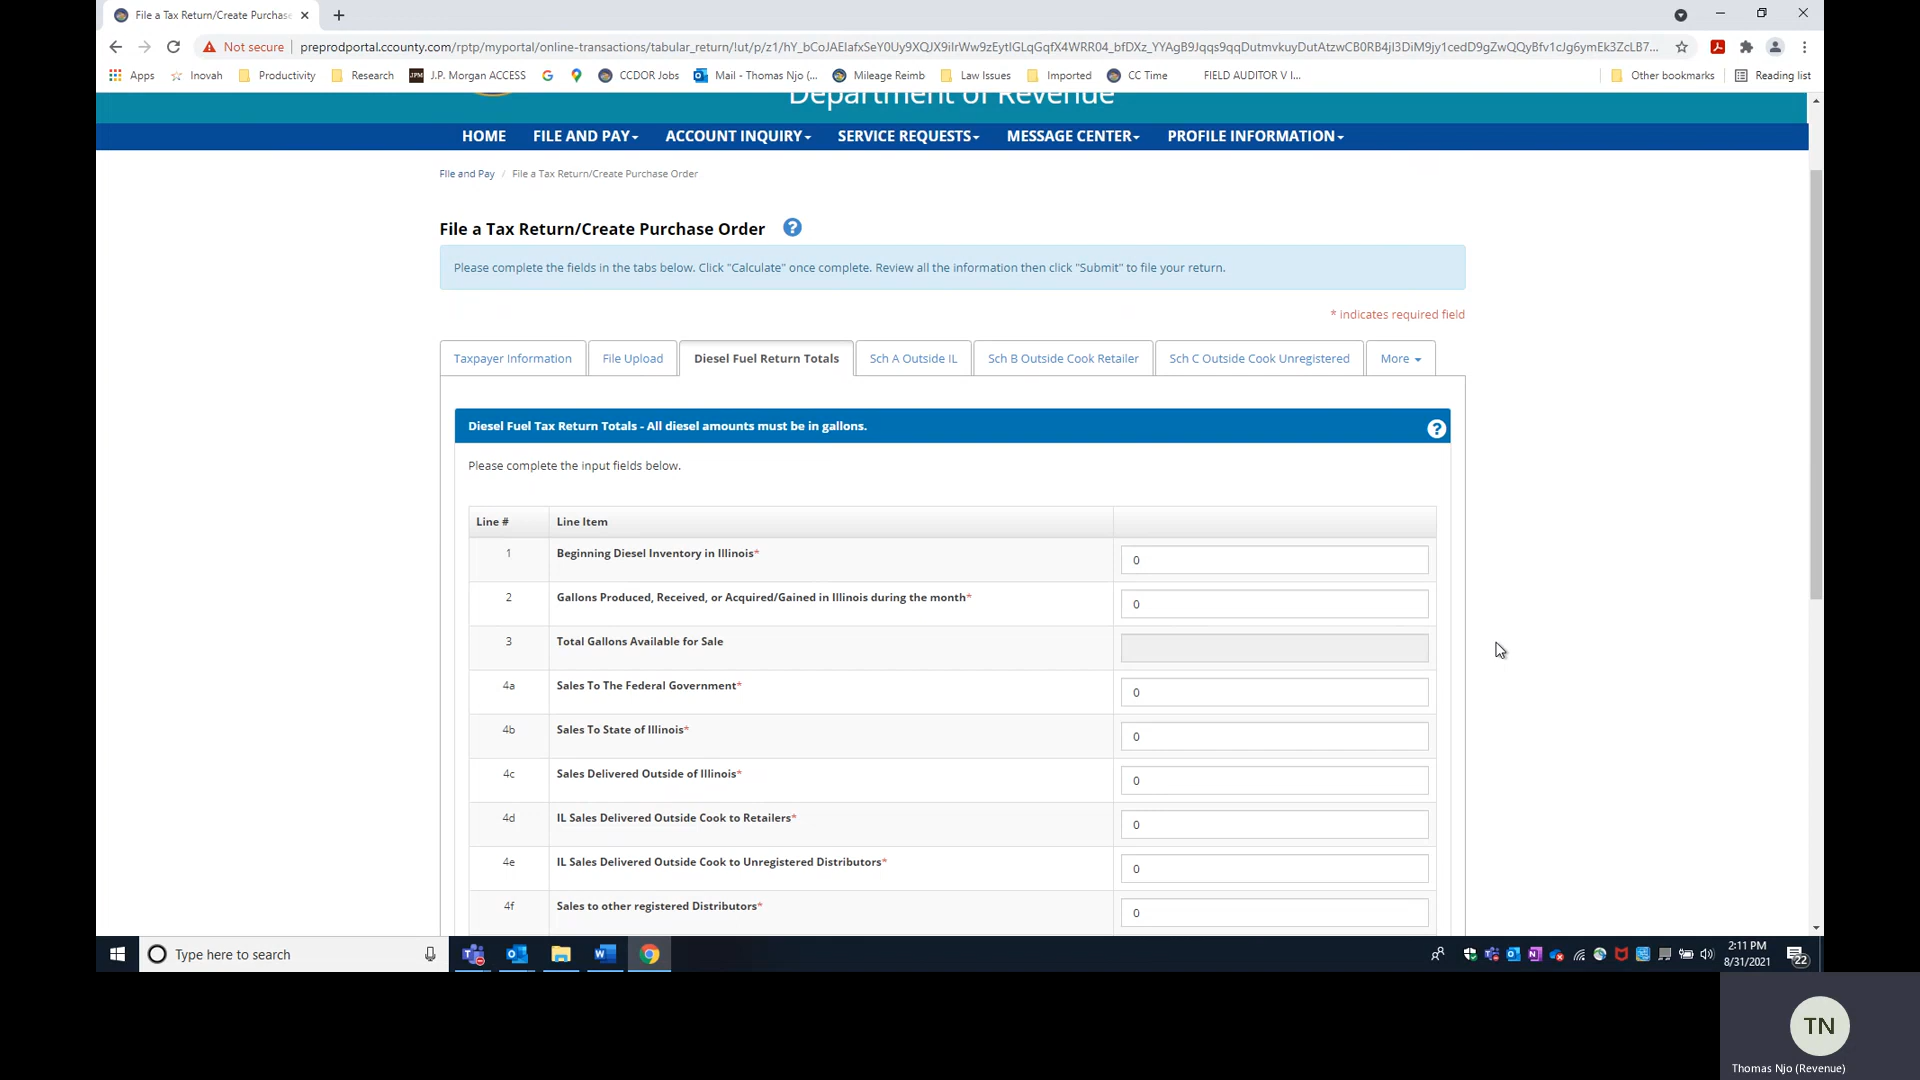 File a Tax Return/Create Purchase
Not secure
preprodportal.ccounty.com/rptp/myportal/online-transactions/tabular_return/!ut/p/z1/
Apps
Inovah
Productivity
Research
JPM
J.P. Morgan ACCESS
CCDOR Jobs
Mail - Thomas Njo (...
Mileage Reimb
Law Issues
Imported
CC Time
FIELD AUDITOR V I...
Other bookmarks
Reading list
Department of Revenue
HOME
FILE AND PAY
ACCOUNT INQUIRY
SERVICE REQUESTS
MESSAGE CENTER
PROFILE INFORMATION
File and Pay / File a Tax Return/Create Purchase Order
File a Tax Return/Create Purchase Order ?
Please complete the fields in the tabs below. Click "Calculate" once complete. Review all the information then click "Submit" to file your return.
* indicates required field
Taxpayer Information
File Upload
Diesel Fuel Return Totals
Sch A Outside IL
Sch B Outside Cook Retailer
Sch C Outside Cook Unregistered
More
Diesel Fuel Tax Return Totals - All diesel amounts must be in gallons. ?
Please complete the input fields below.
Line # Line Item
1 Beginning Diesel Inventory in Illinois* 0
2 Gallons Produced, Received, or Acquired/Gained in Illinois during the month* 0
3 Total Gallons Available for Sale
4a Sales To The Federal Government* 0
4b Sales To State of Illinois* 0
4c Sales Delivered Outside of Illinois* 0
4d IL Sales Delivered Outside Cook to Retailers* 0
4e IL Sales Delivered Outside Cook to Unregistered Distributors* 0
4f Sales to other registered Distributors* 0
Type here to search
2:11 PM
8/31/2021
22
TN
Thomas Njo (Revenue)